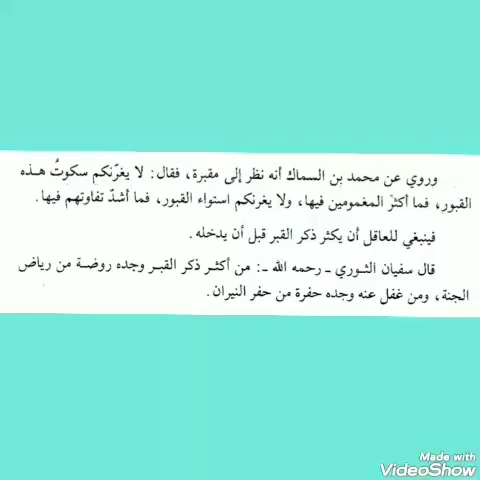 وروي عن محمد بن السماك أنه نظر إلى مقبرة، فقال: لا يغرّنكم سكوتُ هـذه
القبور، فما أكثرَ المغمومين فيها، ولا يغرنكم استواء القبور، فما أشدّ تفاوتهم فيها.
فينبغي للعاقل أن يكثر ذكر القبر قبل أن يدخله.
قال سفيان الثوري ـ رحمه الله ـ: من أكثر ذكر القبر وجده روضة من رياض
الجنة، ومن غفل عنه وجده حفرة من حفر النيران.
Made with
VideoShow